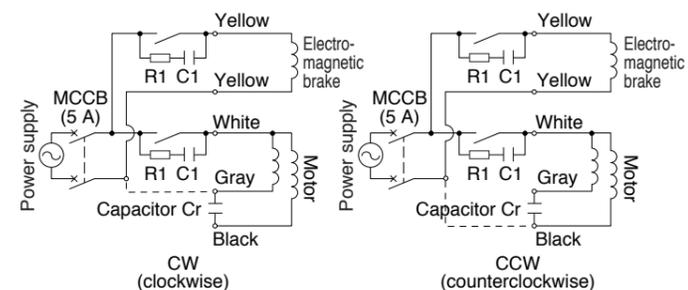 Yellow
Electro-
magnetic
brake
R1 C1
Yellow
MCCB
(5 A)
Power supply
White
R1 C1
Gray
Motor
Capacitor Cr
Black
CW
(clockwise)
Yellow
Electro-
magnetic
brake
R1 C1
Yellow
MCCB
(5 A)
Power supply
White
R1 C1
Gray
Motor
Capacitor Cr
Black
CCW
(counterclockwise)